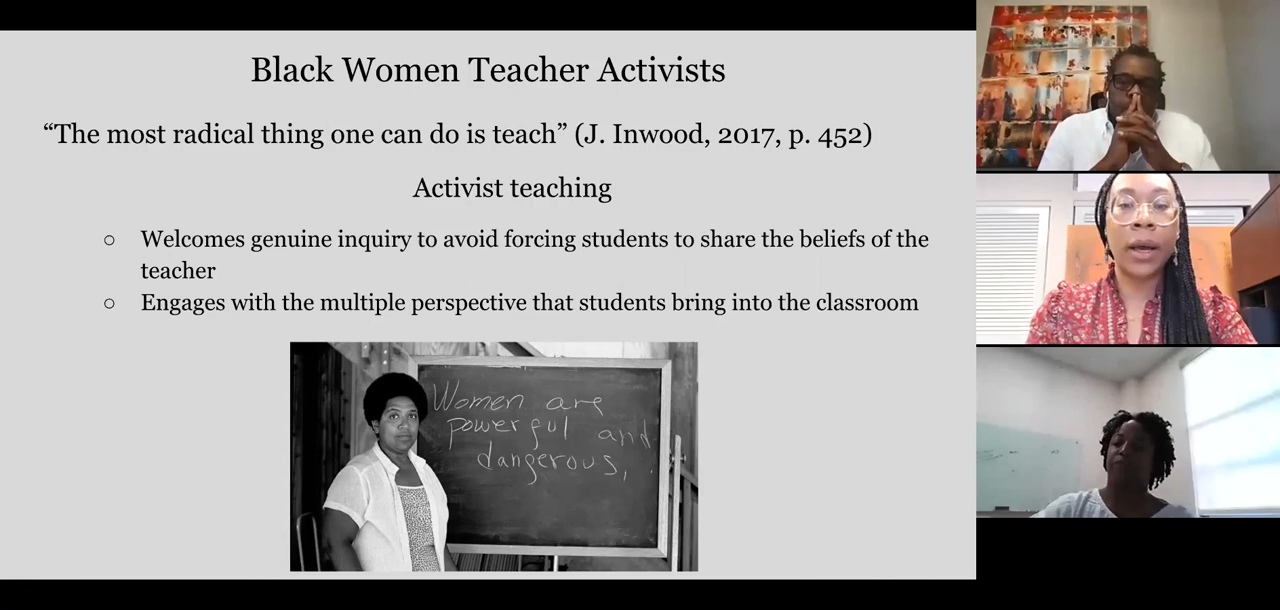 Black Women Teacher Activists
“The most radical thing one can do is teach” (J. Inwood, 2017, p. 452)
Activist teaching
○ Welcomes genuine inquiry to avoid forcing students to share the beliefs of the
teacher
○ Engages with the multiple perspective that students bring into the classroom
Women are
powerful and
dangerous,